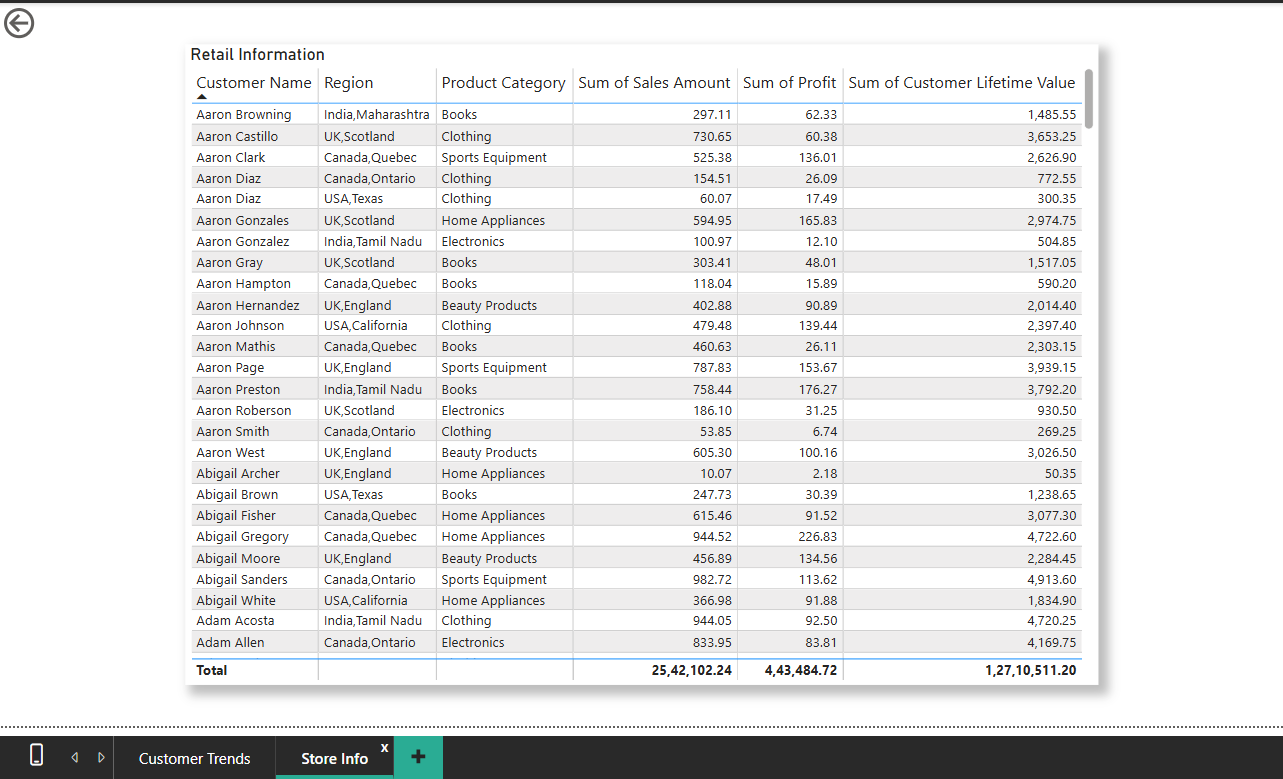 Retail Information
Customer Name Region Product Category Sum of Sales Amount Sum of Profit Sum of Customer Lifetime Value
Aaron Browning India,Maharashtra Books 297.11 62.33 1,485.55
Aaron Castillo UK,Scotland Clothing 730.65 60.38 3,653.25
Aaron Clark Canada,Quebec Sports Equipment 525.38 136.01 2,626.90
Aaron Diaz Canada,Ontario Clothing 154.51 26.09 772.55
Aaron Diaz USA,Texas Clothing 60.07 17.49 300.35
Aaron Gonzales UK,Scotland Home Appliances 594.95 165.83 2,974.75
Aaron Gonzalez India,Tamil Nadu Electronics 100.97 12.10 504.85
Aaron Gray UK,Scotland Books 303.41 48.01 1,517.05
Aaron Hampton Canada,Quebec Books 118.04 15.89 590.20
Aaron Hernandez UK,England Beauty Products 402.88 90.89 2,014.40
Aaron Johnson USA,California Clothing 479.48 139.44 2,397.40
Aaron Mathis Canada,Quebec Books 460.63 26.11 2,303.15
Aaron Page UK,England Sports Equipment 787.83 153.67 3,939.15
Aaron Preston India,Tamil Nadu Books 758.44 176.27 3,792.20
Aaron Roberson UK,Scotland Electronics 186.10 31.25 930.50
Aaron Smith Canada,Ontario Clothing 53.85 6.74 269.25
Aaron West UK,England Beauty Products 605.30 100.16 3,026.50
Abigail Archer UK,England Home Appliances 10.07 2.18 50.35
Abigail Brown USA,Texas Books 247.73 30.39 1,238.65
Abigail Fisher Canada,Quebec Home Appliances 615.46 91.52 3,077.30
Abigail Gregory Canada,Quebec Home Appliances 944.52 226.83 4,722.60
Abigail Moore UK,England Beauty Products 456.89 134.56 2,284.45
Abigail Sanders Canada,Ontario Sports Equipment 982.72 113.62 4,913.60
Abigail White USA,California Home Appliances 366.98 91.88 1,834.90
Adam Acosta India,Tamil Nadu Clothing 944.05 92.50 4,720.25
Adam Allen Canada,Ontario Electronics 833.95 83.81 4,169.75
Total 25,42,102.24 4,43,484.72 1,27,10,511.20
Customer Trends Store Info x +